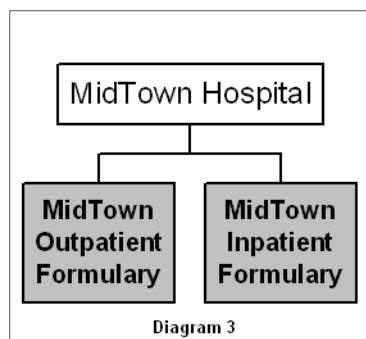 MidTown Hospital
MidTown
Outpatient
Formulary
MidTown
Inpatient
Formulary
Diagram 3